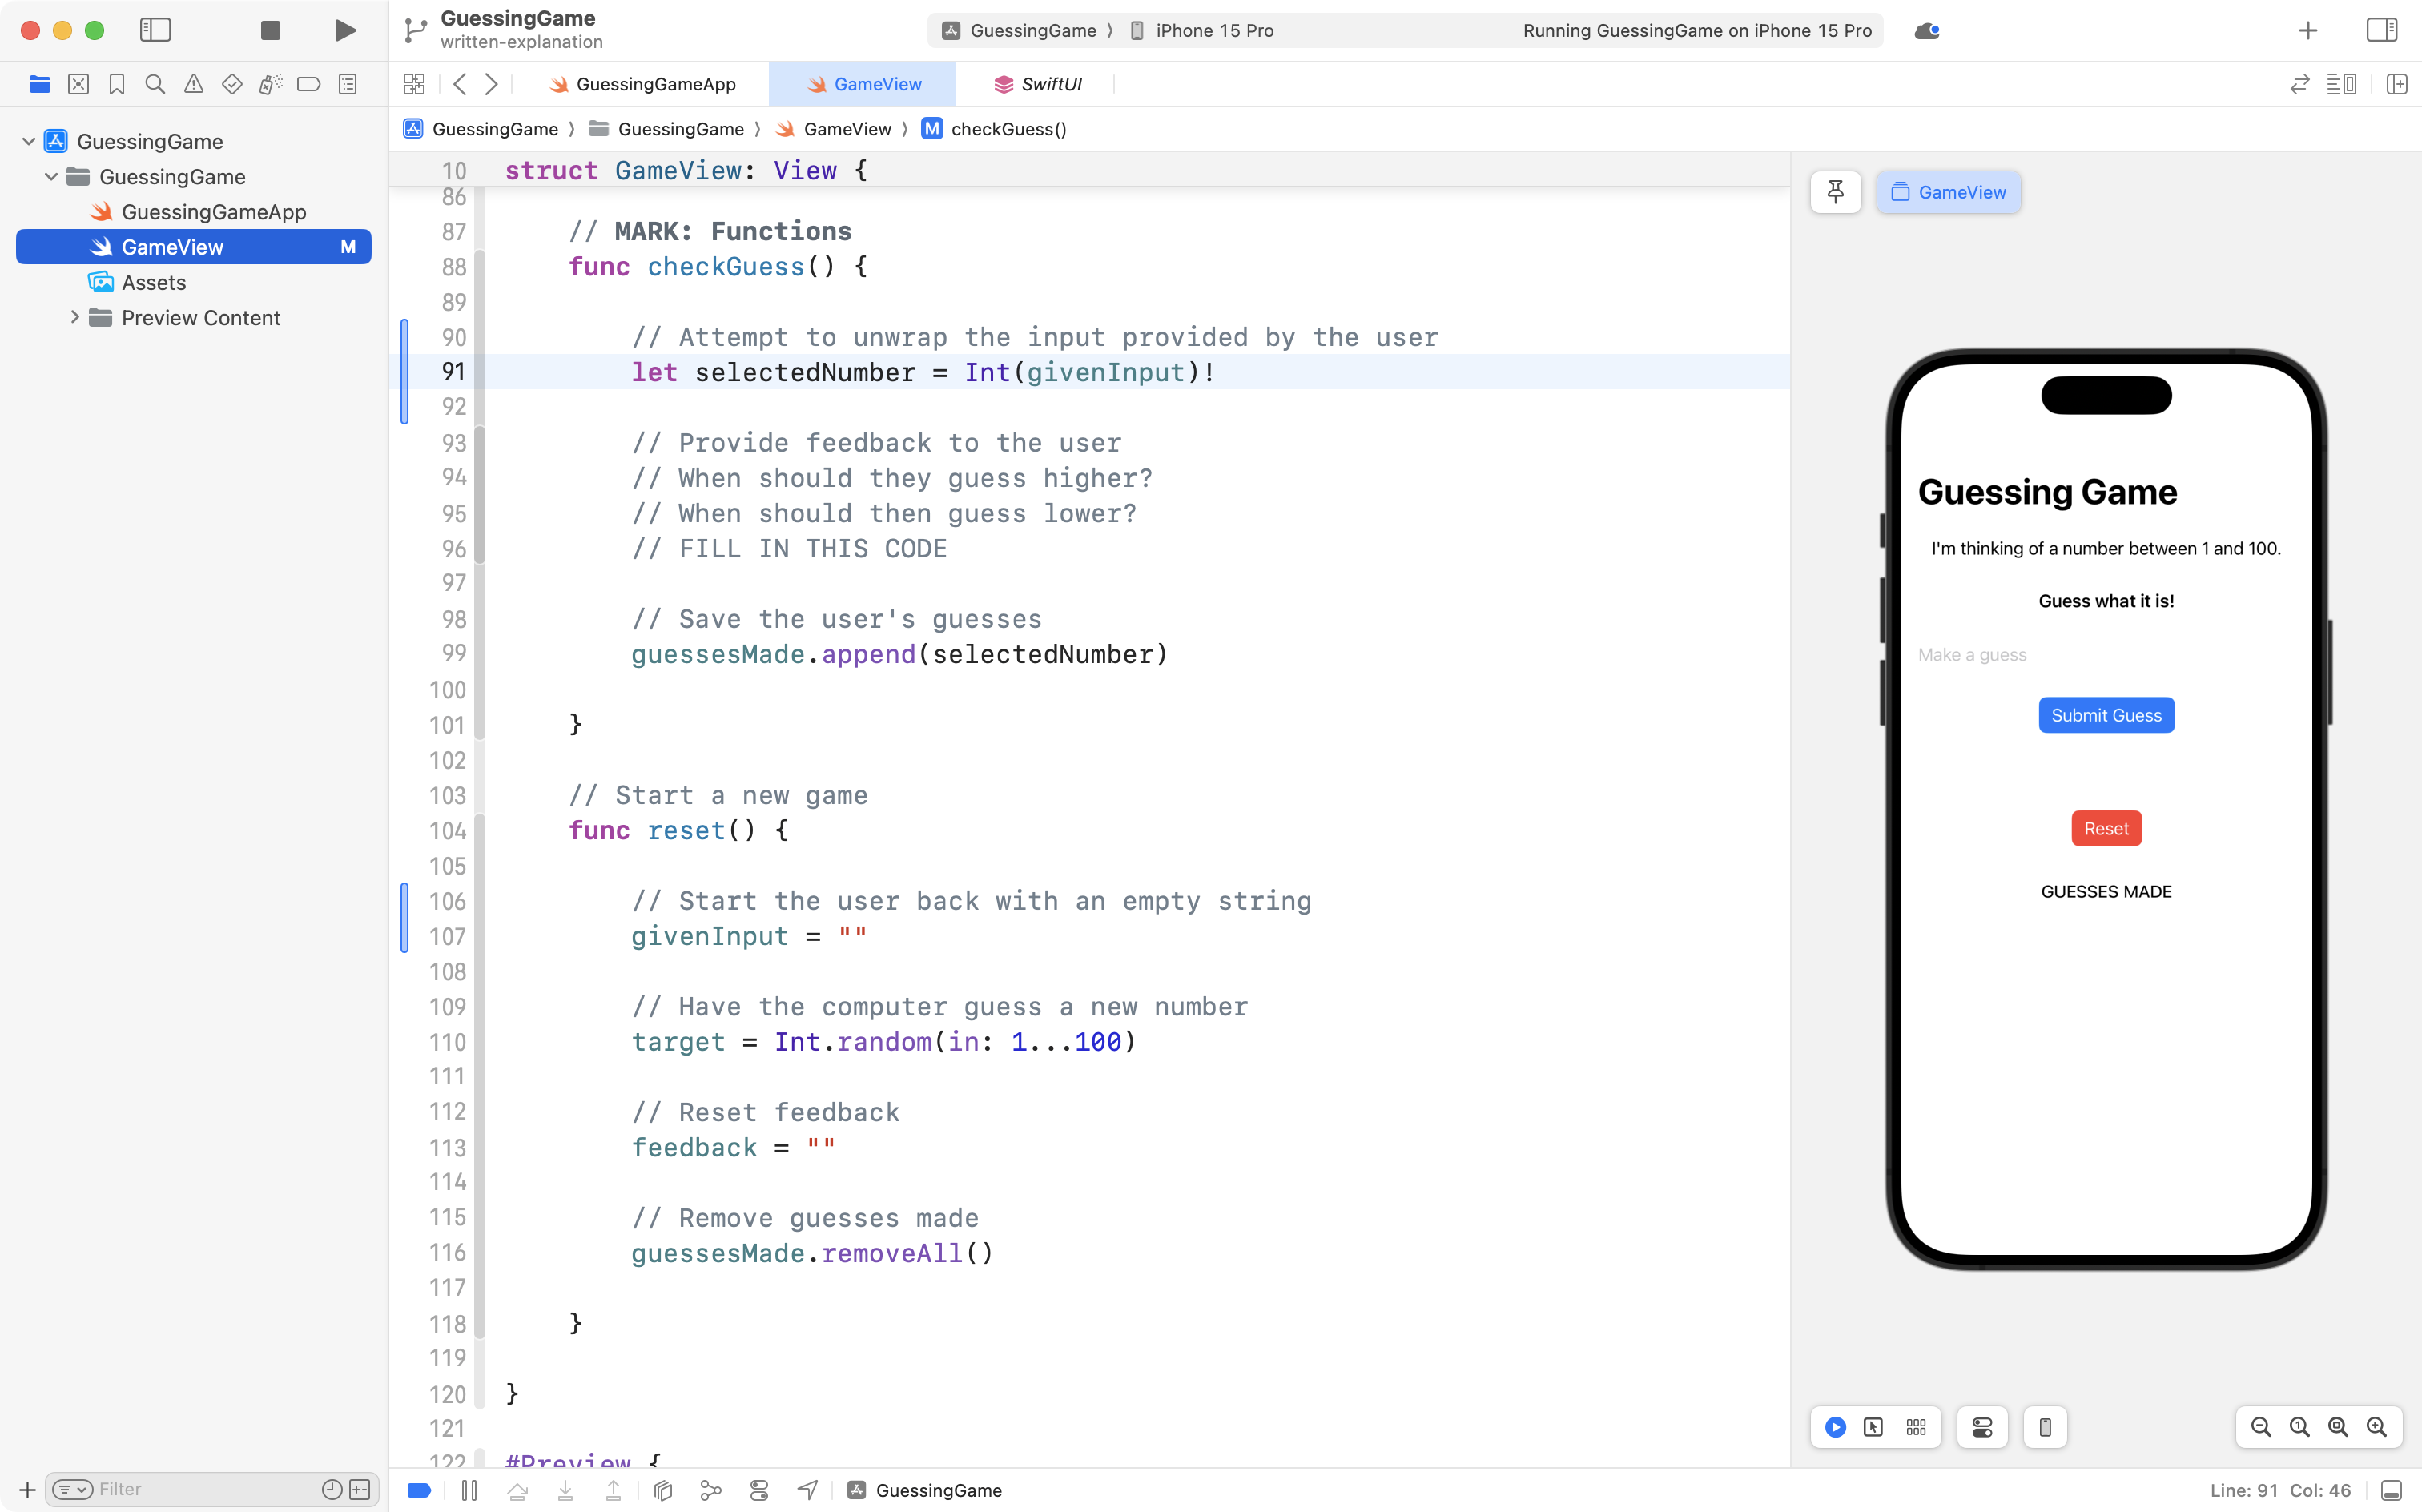 GuessingGame
written-explanation
GuessingGame ⟩ iPhone 15 Pro
Running GuessingGame on iPhone 15 Pro
GuessingGameApp
GameView
SwiftUI
GuessingGame ⟩ GuessingGame ⟩ GameView ⟩ M checkGuess()
GuessingGame
GuessingGame
GuessingGameApp
GameView M
Assets
Preview Content
10 struct GameView: View {
86
87 // MARK: Functions
88 func checkGuess() {
89
90 // Attempt to unwrap the input provided by the user
91 let selectedNumber = Int(givenInput)!
92
93 // Provide feedback to the user
94 // When should they guess higher?
95 // When should then guess lower?
96 // FILL IN THIS CODE
97
98 // Save the user's guesses
99 guessesMade.append(selectedNumber)
100
101 }
102
103 // Start a new game
104 func reset() {
105
106 // Start the user back with an empty string
107 givenInput = ""
108
109 // Have the computer guess a new number
110 target = Int.random(in: 1...100)
111
112 // Reset feedback
113 feedback = ""
114
115 // Remove guesses made
116 guessesMade.removeAll()
117
118 }
119
120 }
121
122 #Preview {
GameView
Guessing Game
I'm thinking of a number between 1 and 100.
Guess what it is!
Make a guess
Submit Guess
Reset
GUESSES MADE
Filter
GuessingGame
Line: 91 Col: 46